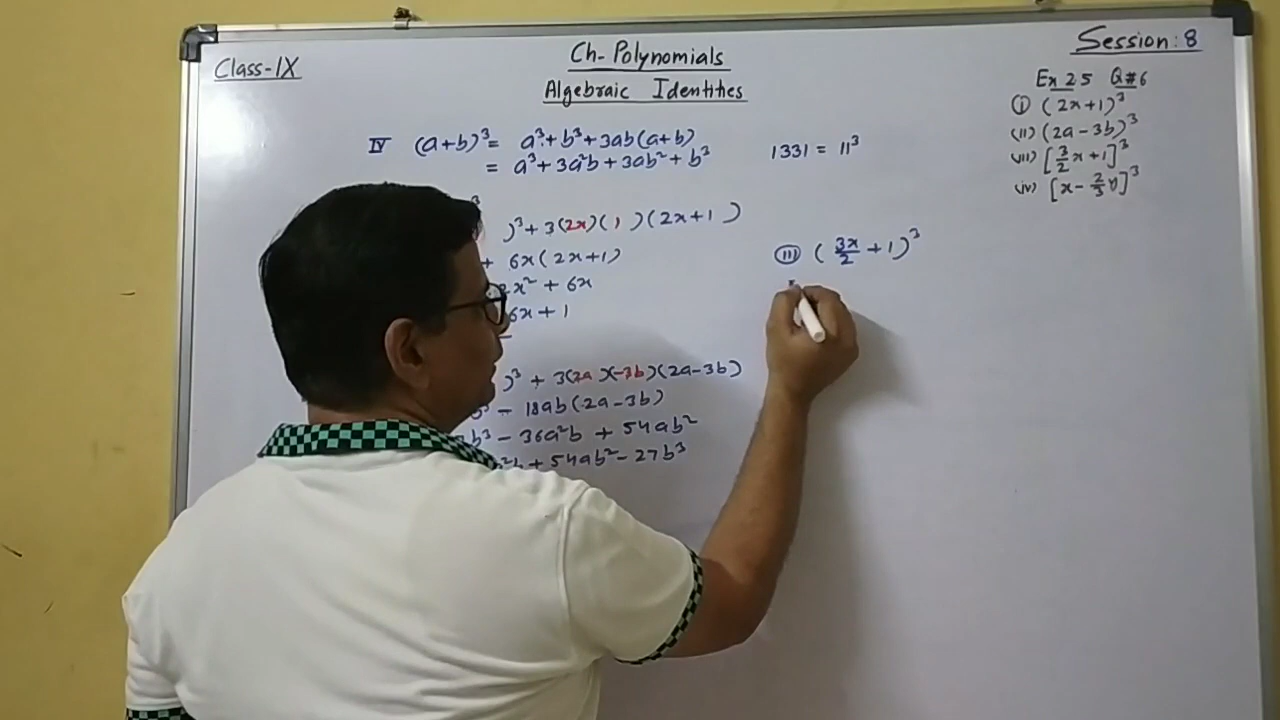 Class-IX
Ch- Polynomials
Algebraic Identities
Session: 8
Ex 2.5 Q#6
(i) (2x+1)³
(ii) (2a-3b)³
(iii) [3/2 x+1]³
(iv) [x - 2/3 y]³
IV (a+b)³ = a³+b³+3ab(a+b)
= a³+3a²b+3ab²+b³
1331 = 11³
)³+3(2x)(1)(2x+1)
+ 6x(2x+1)
x² + 6x
6x+1
)³ + 3(2a)(-3b)(2a-3b)
b³ - 18ab(2a-3b)
b³ - 36a²b + 54ab²
+ 54ab² - 27b³
(iii) (3x/2 + 1)³